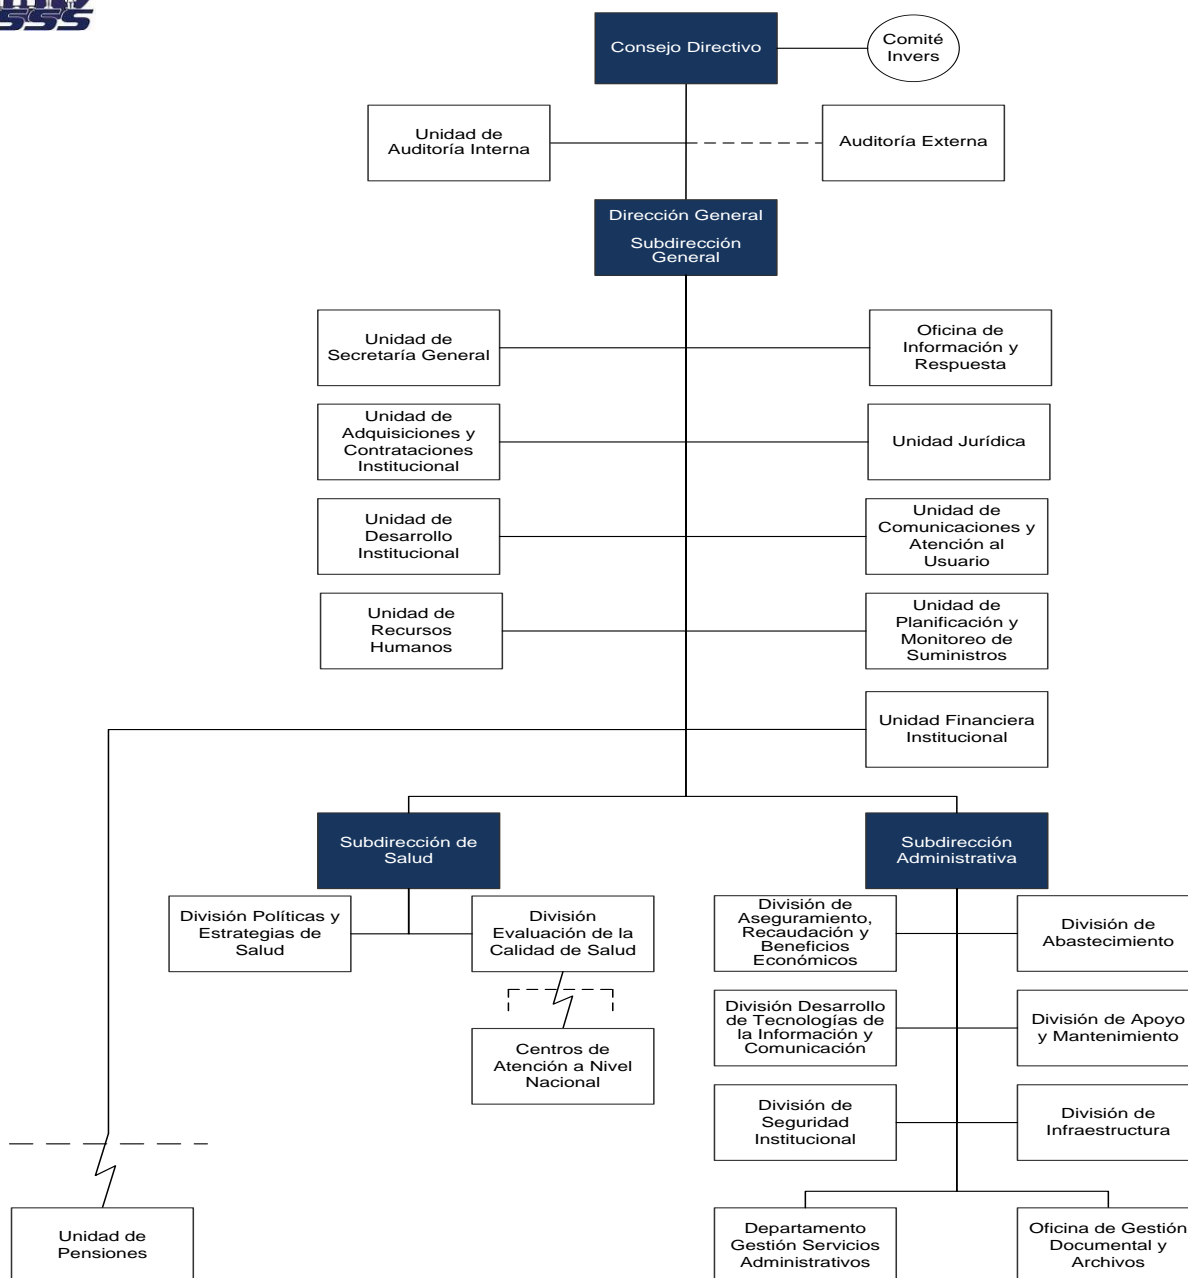 Consejo Directivo
Comité
Invers
Unidad de
Auditoría Interna
Auditoría Externa
Dirección General
Subdirección
General
Unidad de
Secretaría General
Oficina de
Información y
Respuesta
Unidad de
Adquisiciones y
Contrataciones
Institucional
Unidad Jurídica
Unidad de
Desarrollo
Institucional
Unidad de
Comunicaciones y
Atención al
Usuario
Unidad de
Recursos
Humanos
Unidad de
Planificación y
Monitoreo de
Suministros
Unidad Financiera
Institucional
Subdirección de
Salud
Subdirección
Administrativa
División Políticas y
Estrategias de
Salud
División
Evaluación de la
Calidad de Salud
División de
Aseguramiento,
Recaudación y
Beneficios
Económicos
División de
Abastecimiento
Centros de
Atención a Nivel
Nacional
División Desarrollo
de Tecnologías de
la Información y
Comunicación
División de Apoyo
y Mantenimiento
División de
Seguridad
Institucional
División de
Infraestructura
Unidad de
Pensiones
Departamento
Gestión Servicios
Administrativos
Oficina de Gestión
Documental y
Archivos